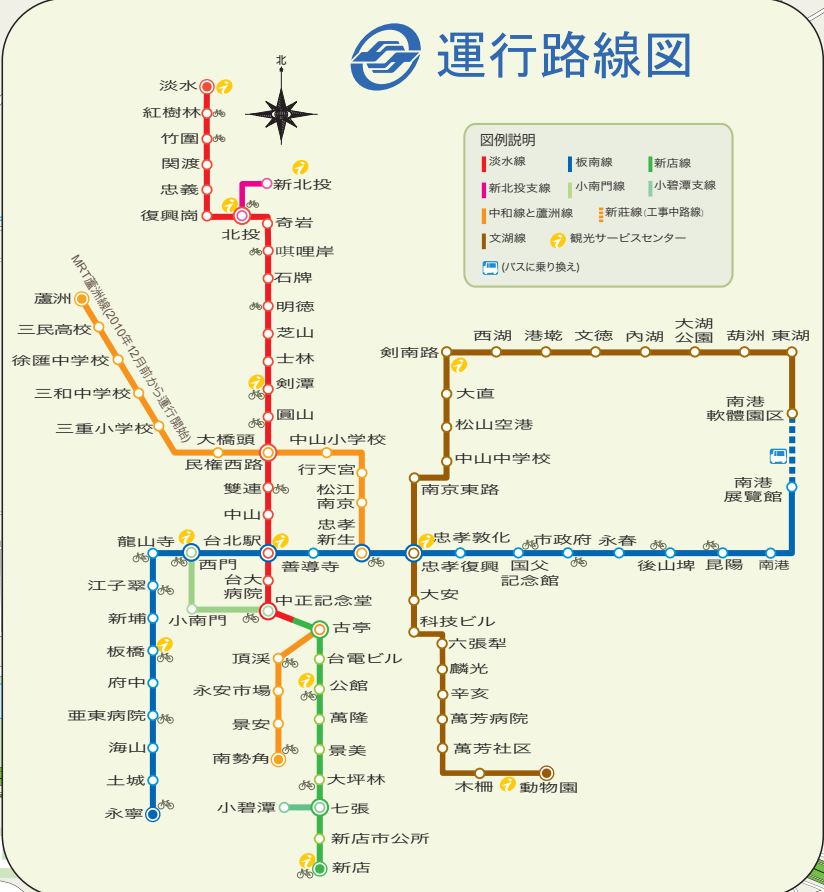 運行路線図
北
図例説明
淡水線
板南線
新店線
新北投支線
小南門線
小碧潭支線
中和線と蘆洲線
新莊線(工事中路線)
文湖線
観光サービスセンター
(バスに乗り換え)
淡水
紅樹林
竹圍
関渡
忠義
復興崗
新北投
北投
奇岩
唭哩岸
石牌
明徳
芝山
士林
剣潭
圓山
MRT蘆洲線(2010年12月前から運行開始)
蘆洲
三民高校
徐匯中学校
三和中学校
三重小学校
大橋頭
民権西路
中山小学校
行天宮
松江
南京
忠孝
新生
雙連
中山
台北駅
善導寺
台大
病院
中正記念堂
龍山寺
西門
小南門
江子翠
新埔
板橋
府中
亜東病院
海山
土城
永寧
古亭
頂渓
永安市場
景安
南勢角
台電ビル
公館
萬隆
景美
大坪林
七張
小碧潭
新店市公所
新店
剣南路
西湖
港墘
文徳
內湖
大湖
公園
葫洲
東湖
大直
松山空港
中山中学校
南京東路
南港
軟體園区
南港
展覧館
忠孝敦化
忠孝復興
国父
記念館
市政府
永春
後山埤
昆陽
南港
大安
科技ビル
六張犁
麟光
辛亥
萬芳病院
萬芳社区
木柵
動物園